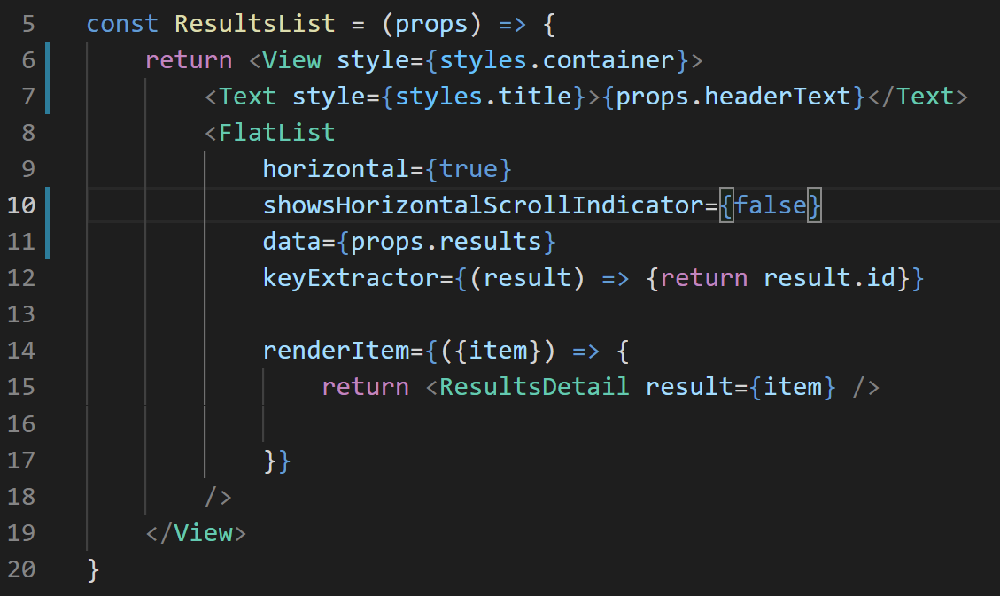 5 const ResultsList = (props) => {
6 return <View style={styles.container}>
7 <Text style={styles.title}>{props.headerText}</Text>
8 <FlatList
9 horizontal={true}
10 showsHorizontalScrollIndicator={false}
11 data={props.results}
12 keyExtractor={(result) => {return result.id}}
13
14 renderItem={({item}) => {
15 return <ResultsDetail result={item} />
16
17 }}
18 />
19 </View>
20 }